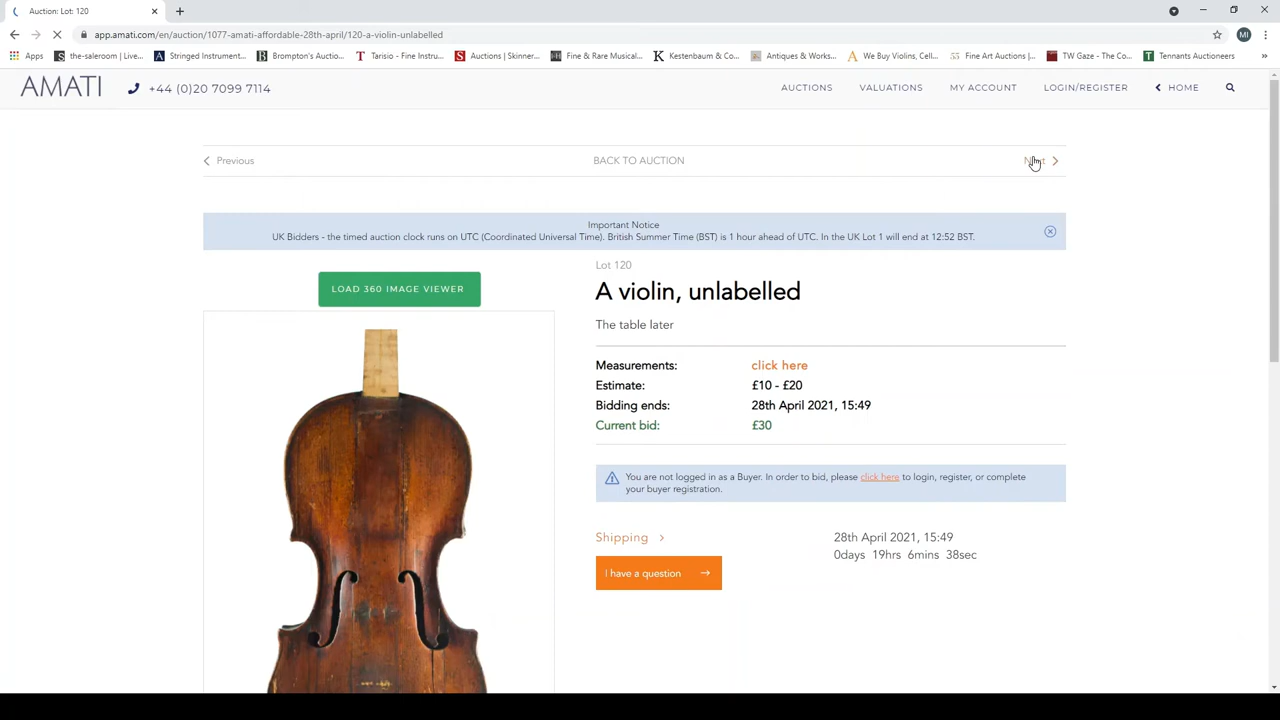 Auction: Lot: 120
app.amati.com/en/auction/1077-amati-affordable-28th-april/120-a-violin-unlabelled
MI
Apps
the-saleroom | Live...
Stringed Instrument...
Brompton's Auctio...
Tarisio - Fine Instru...
Auctions | Skinner...
Fine & Rare Musical...
Kestenbaum & Co...
Antiques & Works...
We Buy Violins, Cell...
Fine Art Auctions |...
TW Gaze - The Co...
Tennants Auctioneers
AMATI
+44 (0)20 7099 7114
AUCTIONS
VALUATIONS
MY ACCOUNT
LOGIN/REGISTER
HOME
Previous
BACK TO AUCTION
Important Notice
UK Bidders - the timed auction clock runs on UTC (Coordinated Universal Time). British Summer Time (BST) is 1 hour ahead of UTC. In the UK Lot 1 will end at 12:52 BST.
LOAD 360 IMAGE VIEWER
Lot 120
A violin, unlabelled
The table later
Measurements: click here
Estimate: £10 - £20
Bidding ends: 28th April 2021, 15:49
Current bid: £30
You are not logged in as a Buyer. In order to bid, please click here to login, register, or complete
your buyer registration.
Shipping
28th April 2021, 15:49
0days 19hrs 6mins 38sec
I have a question